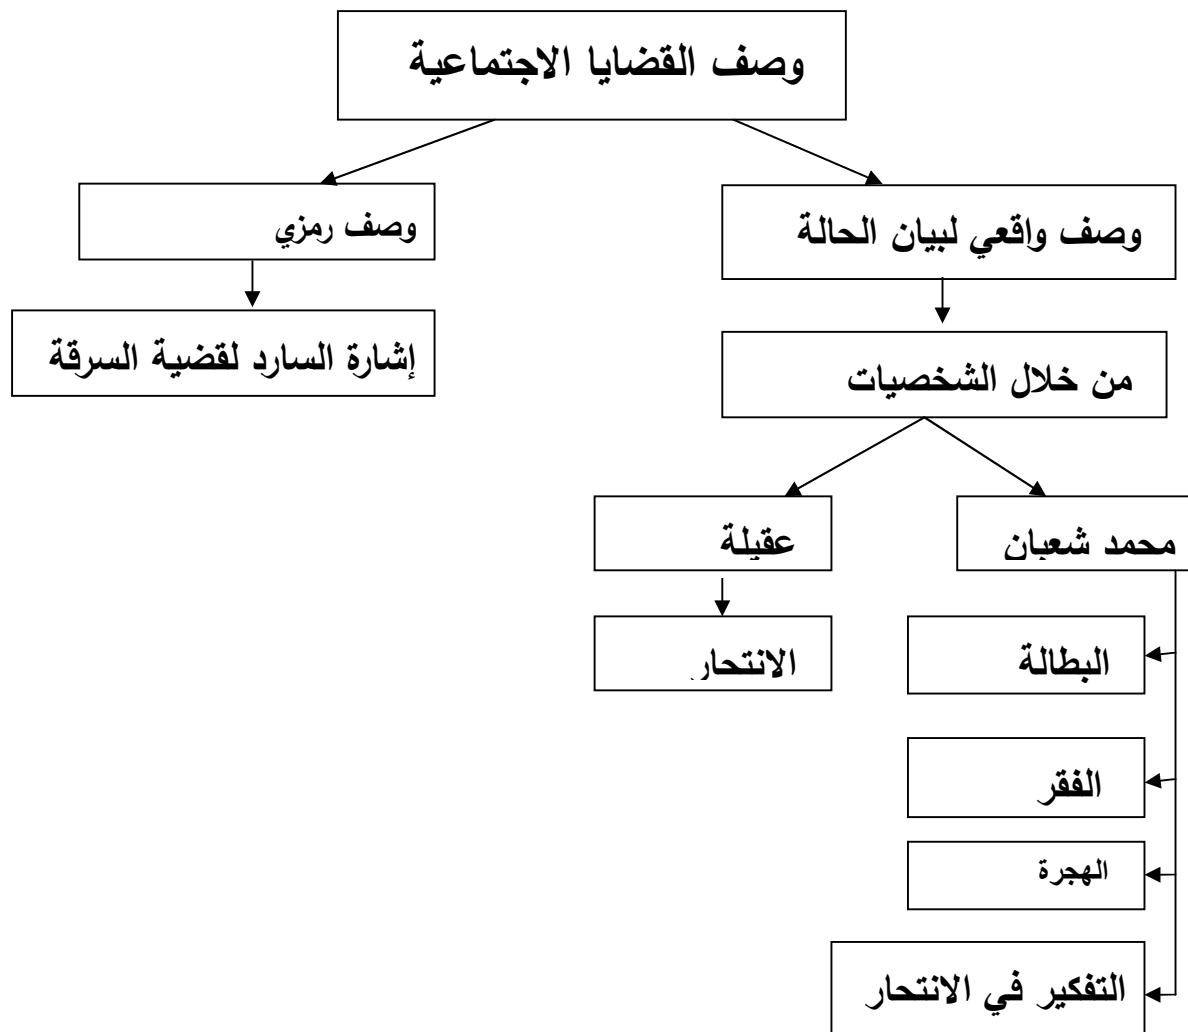 وصف القضايا الاجتماعية
وصف واقعي لبيان الحالة
وصف رمزي
من خلال الشخصيات
إشارة السارد لقضية السرقة
محمد شعبان
عقيلة
البطالة
الانتحار
الفقر
الهجرة
التفكير في الانتحار